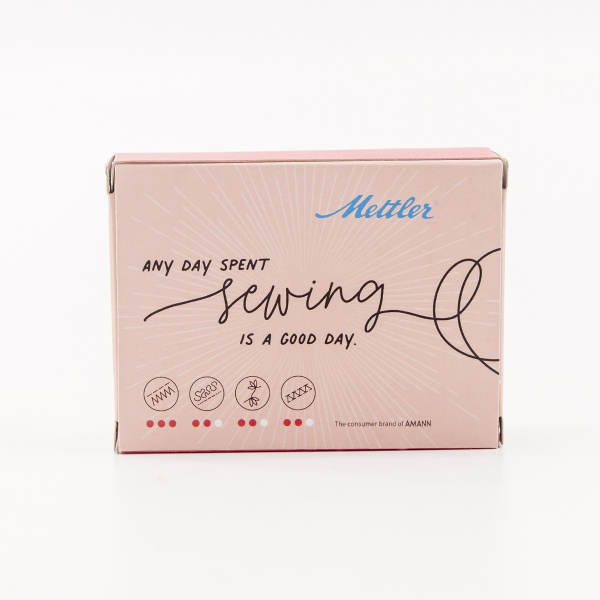 Mettler
ANY DAY SPENT
sewing
IS A GOOD DAY.
The consumer brand of AMANN